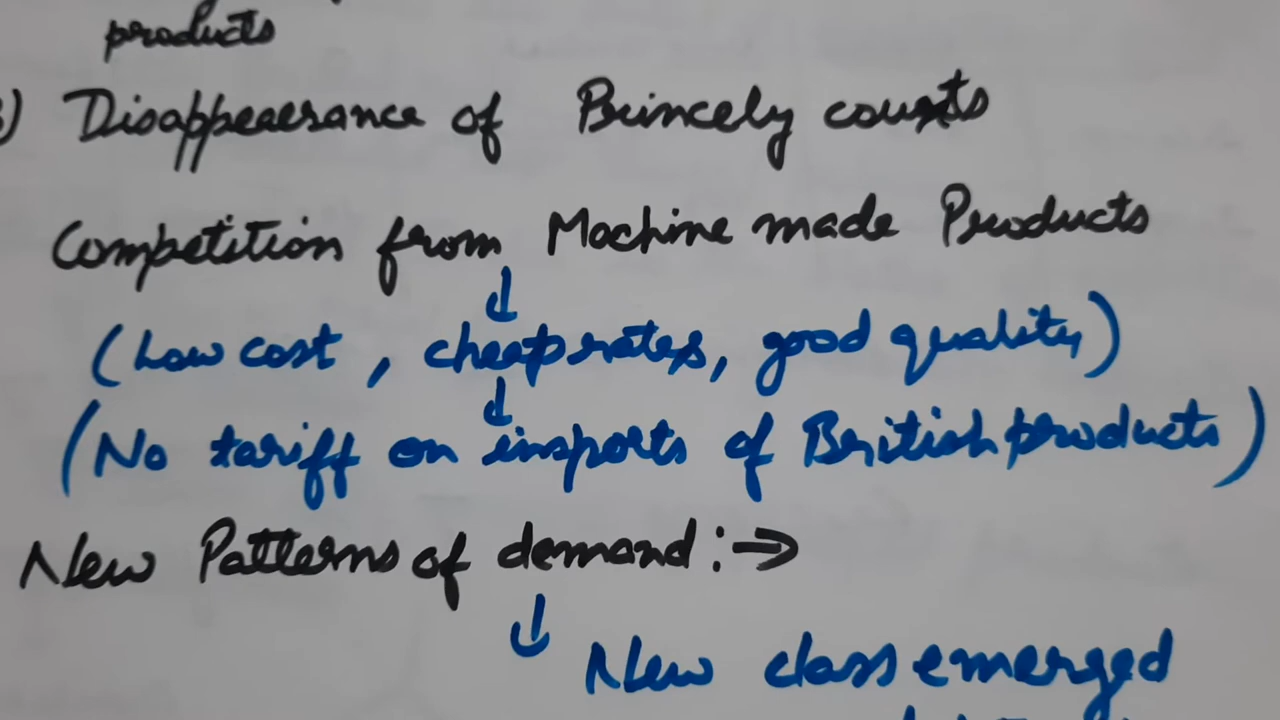 products
) Disappearance of Princely courts
Competition from Machine made Products
(Low cost, cheap rates, good quality)
(No tariff on imports of British products)
New Patterns of demand :→
New class emerged